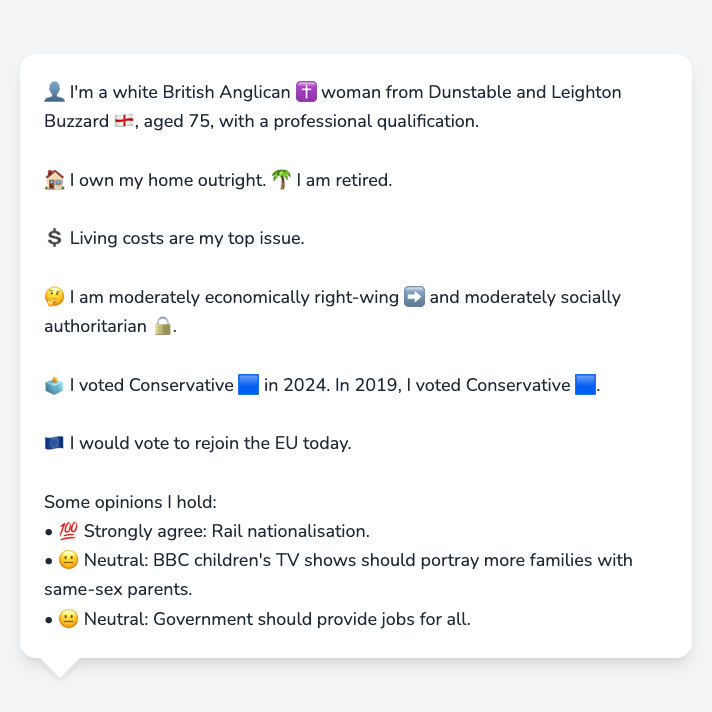 👤 I'm a white British Anglican ✝️ woman from Dunstable and Leighton
Buzzard 🏴󠁧󠁢󠁥󠁮󠁧󠁿, aged 75, with a professional qualification.
🏠 I own my home outright. 🌴 I am retired.
💲 Living costs are my top issue.
🤔 I am moderately economically right-wing ➡️ and moderately socially
authoritarian 🔒.
🗳️ I voted Conservative 🟦 in 2024. In 2019, I voted Conservative 🟦.
🇪🇺 I would vote to rejoin the EU today.
Some opinions I hold:
• 💯 Strongly agree: Rail nationalisation.
• 😐 Neutral: BBC children's TV shows should portray more families with
same-sex parents.
• 😐 Neutral: Government should provide jobs for all.